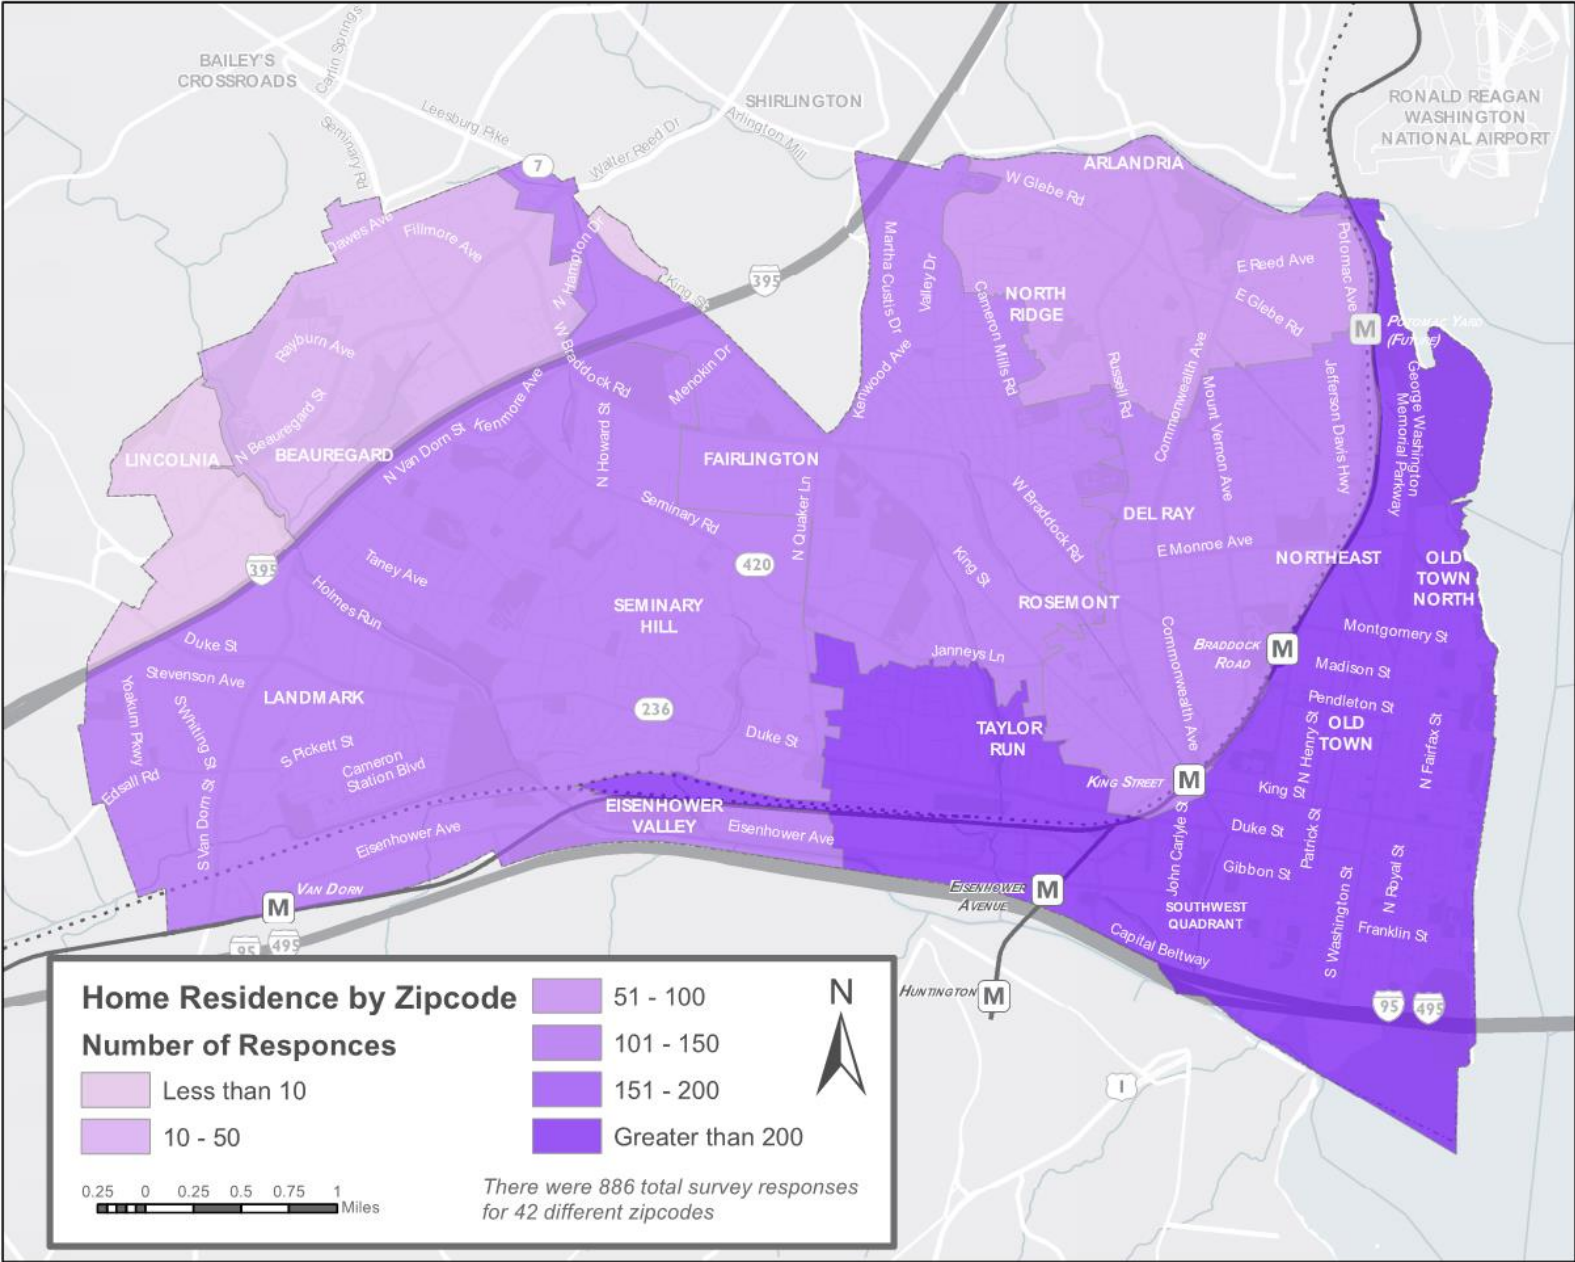 BAILEY'S
CROSSROADS
Carlin Springs
Leesburg Pike
Seminary Rd
7
Walter Reed Dr
SHIRLINGTON
Arlington Mill
RONALD REAGAN
WASHINGTON
NATIONAL AIRPORT
ARLANDRIA
W Glebe Rd
Dawes Ave
Fillmore Ave
N Hampton Dr
King St
395
Martha Custis Dr
Valley Dr
Cameron Mills Rd
NORTH
RIDGE
E Reed Ave
E Glebe Rd
Potomac Ave
M
POTOMAC YARD
(FUTURE)
Rayburn Ave
N Beauregard St
W Braddock Rd
Menokin Dr
Kenwood Ave
Russell Rd
Commonwealth Ave
Mount Vernon Ave
Jefferson Davis Hwy
George Washington
Memorial Parkway
LINCOLNIA
BEAUREGARD
N Van Dorn St
Kenmore Ave
N Howard St
FAIRLINGTON
Seminary Rd
N Quaker Ln
W Braddock Rd
DEL RAY
E Monroe Ave
NORTHEAST
OLD
TOWN
NORTH
395
Taney Ave
Holmes Run
420
King St
SEMINARY
HILL
ROSEMONT
Commonwealth Ave
BRADDOCK
ROAD
M
Montgomery St
Madison St
Pendleton St
Duke St
Stevenson Ave
Yoakum Pkwy
S Whiting St
LANDMARK
236
Janneys Ln
TAYLOR
RUN
OLD
TOWN
N Henry St
N Fairfax St
S Pickett St
Cameron
Station Blvd
Edsall Rd
S Van Dorn St
Duke St
KING STREET
M
King St
Duke St
Patrick St
EISENHOWER
VALLEY
Eisenhower Ave
Eisenhower Ave
John Carlyle St
Gibbon St
N Royal St
VAN DORN
M
EISENHOWER
AVENUE
M
SOUTHWEST
QUADRANT
S Washington St
Franklin St
Capital Beltway
95 495
HUNTINGTON
M
95 495
1
Home Residence by Zipcode
Number of Responces
Less than 10
10 - 50
51 - 100
101 - 150
151 - 200
Greater than 200
N
0.25 0 0.25 0.5 0.75 1
Miles
There were 886 total survey responses
for 42 different zipcodes